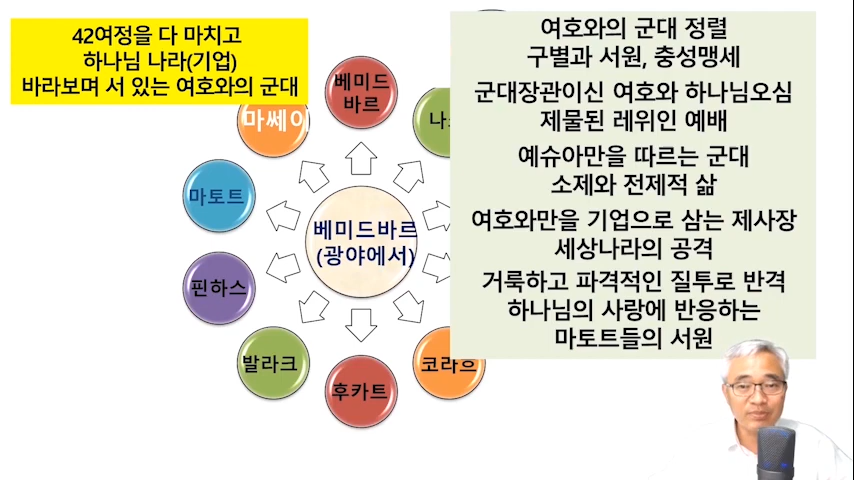 42여정을 다 마치고
하나님 나라(기업)
바라보며 서 있는 여호와의 군대
여호와의 군대 정렬
구별과 서원, 충성맹세
군대장관이신 여호와 하나님오심
제물된 레위인 예배
예슈아만을 따르는 군대
소제와 전제적 삶
여호와만을 기업으로 삼는 제사장
세상나라의 공격
거룩하고 파격적인 질투로 반격
하나님의 사랑에 반응하는
마토트들의 서원
베미드
바르
마쎄이
마토트
핀하스
발라크
후카트
코라흐
베미드바르
(광야에서)